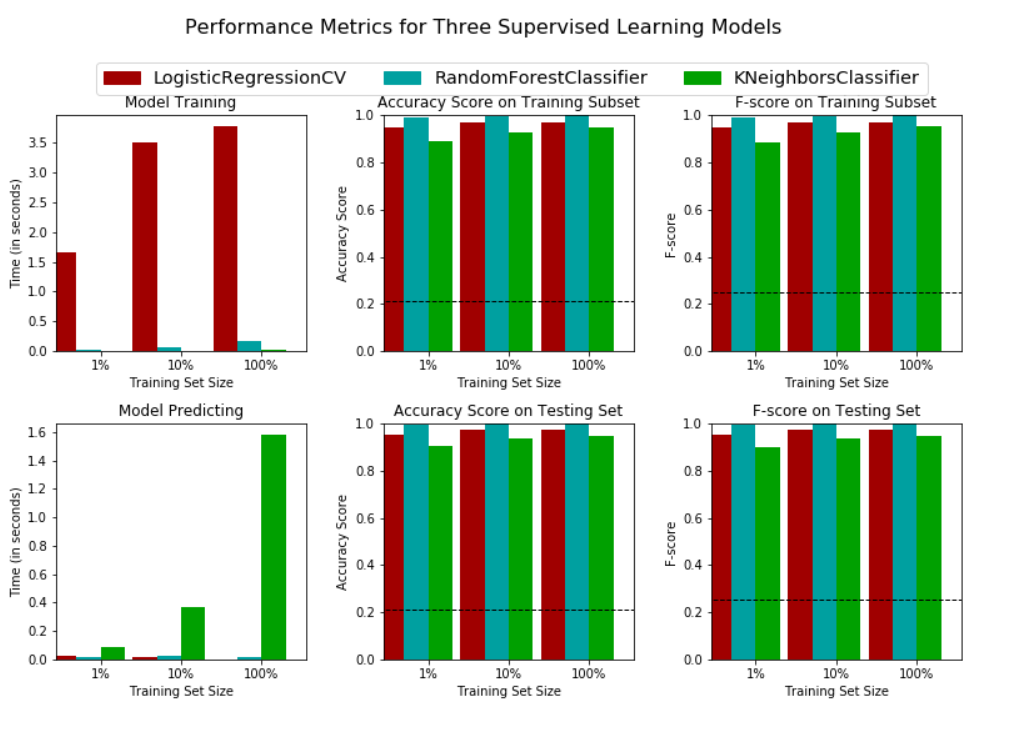 Performance Metrics for Three Supervised Learning Models
LogisticRegressionCV RandomForestClassifier KNeighborsClassifier
Model Training
Time (in seconds)
3.5
3.0
2.5
2.0
1.5
1.0
0.5
0.0
1% 10% 100%
Training Set Size
Accuracy Score on Training Subset
Accuracy Score
1.0
0.8
0.6
0.4
0.2
0.0
1% 10% 100%
Training Set Size
F-score on Training Subset
F-score
1.0
0.8
0.6
0.4
0.2
0.0
1% 10% 100%
Training Set Size
Model Predicting
Time (in seconds)
1.6
1.4
1.2
1.0
0.8
0.6
0.4
0.2
0.0
1% 10% 100%
Training Set Size
Accuracy Score on Testing Set
Accuracy Score
1.0
0.8
0.6
0.4
0.2
0.0
1% 10% 100%
Training Set Size
F-score on Testing Set
F-score
1.0
0.8
0.6
0.4
0.2
0.0
1% 10% 100%
Training Set Size